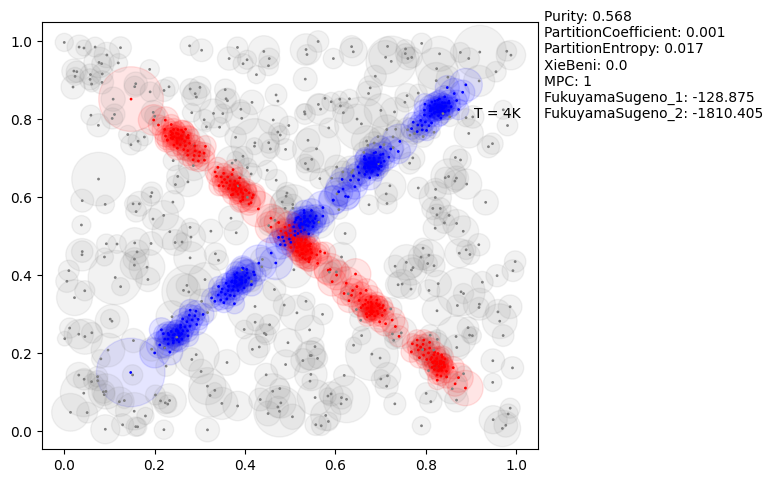 Purity: 0.568
PartitionCoefficient: 0.001
PartitionEntropy: 0.017
XieBeni: 0.0
MPC: 1
FukuyamaSugeno_1: -128.875
FukuyamaSugeno_2: -1810.405
T = 4K
1.0
0.8
0.6
0.4
0.2
0.0
0.0 0.2 0.4 0.6 0.8 1.0